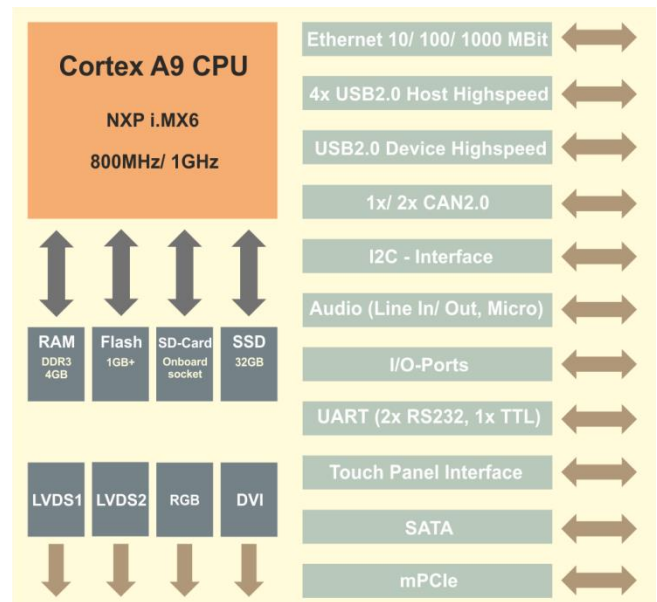 Cortex A9 CPU
NXP i.MX6
800MHz/ 1GHz
RAM
DDR3
4GB
Flash
1GB+
SD-Card
Onboard
socket
SSD
32GB
LVDS1
LVDS2
RGB
DVI
Ethernet 10/ 100/ 1000 MBit
4x USB2.0 Host Highspeed
USB2.0 Device Highspeed
1x/ 2x CAN2.0
I2C - Interface
Audio (Line In/ Out, Micro)
I/O-Ports
UART (2x RS232, 1x TTL)
Touch Panel Interface
SATA
mPCIe